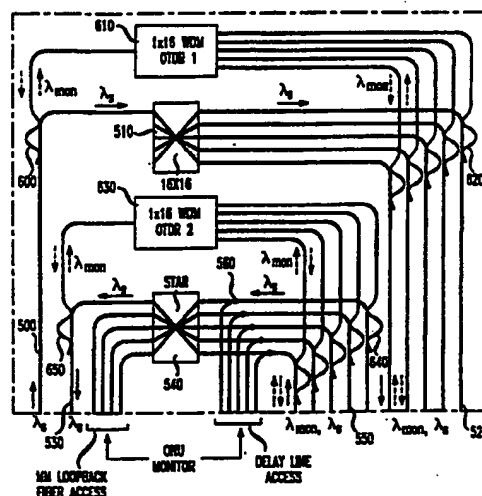 610
1x16 WDM
OTDR 1
λmon
λs
λs
λmon
510
600
16X16
620
630
1x16 WDM
OTDR 2
λmon
560
λmon
λs
STAR
λs
500
650
540
640
λs
530
λs
λmon, λs
550
λmon, λs
520
MM LOOPBACK
FIBER ACCESS
ONU
MONITOR
DELAY LINE
ACCESS